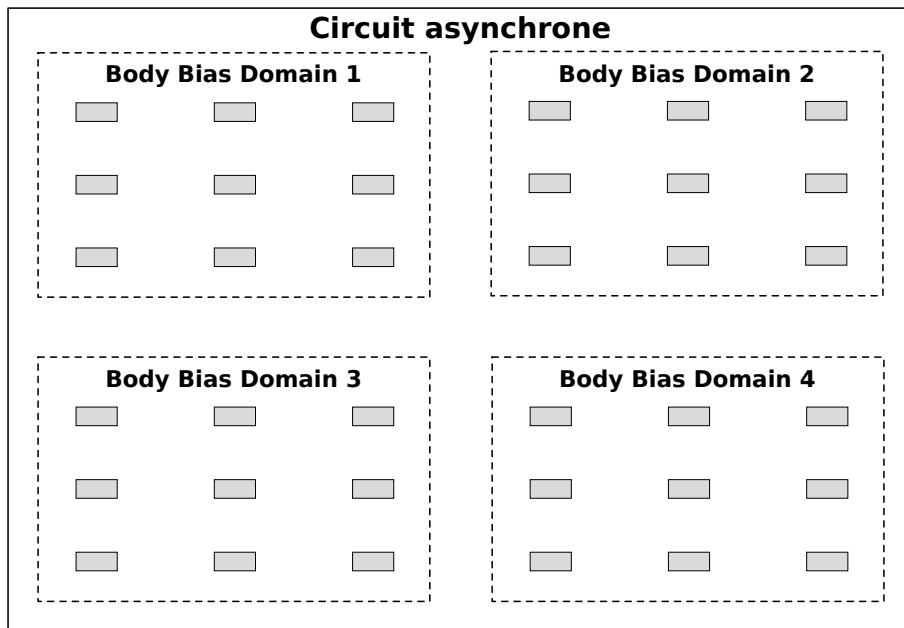 Circuit asynchrone
Body Bias Domain 1
Body Bias Domain 2
Body Bias Domain 3
Body Bias Domain 4